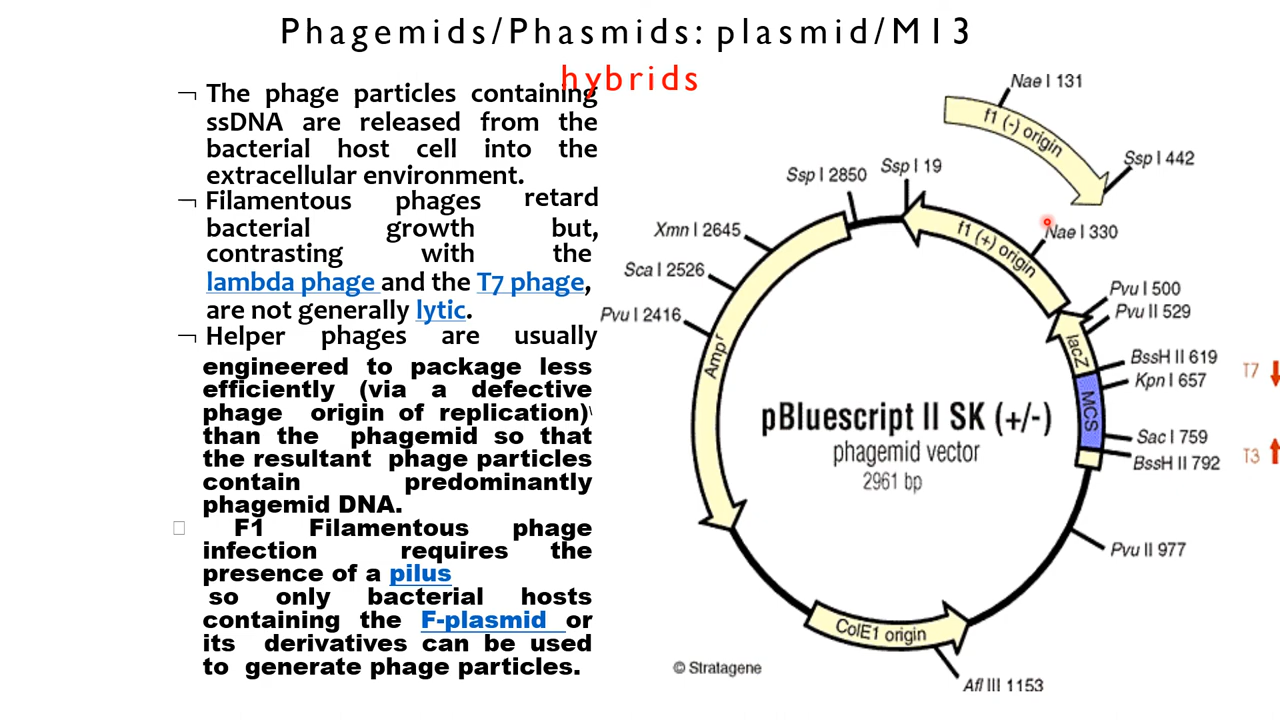 Phagemids/Phasmids: plasmid/M13
hybrids
¬ The phage particles containing
ssDNA are released from the
bacterial host cell into the
extracellular environment.
¬ Filamentous phages retard
bacterial growth but,
contrasting with the
lambda phage and the T7 phage,
are not generally lytic.
¬ Helper phages are usually
engineered to package less
efficiently (via a defective
phage origin of replication)
than the phagemid so that
the resultant phage particles
contain predominantly
phagemid DNA.
F1 Filamentous phage
infection requires the
presence of a pilus
so only bacterial hosts
containing the F-plasmid or
its derivatives can be used
to generate phage particles.
Nae I 131
f1 (-) origin
Ssp I 442
Ssp I 19
Ssp I 2850
f1 (+) origin
Nae I 330
Xmn I 2645
Sca I 2526
Pvu I 2416
Ampr
Pvu I 500
Pvu II 529
lacZ
BssH II 619
Kpn I 657
T7
MCS
Sac I 759
BssH II 792
T3
pBluescript II SK (+/-)
phagemid vector
2961 bp
Pvu II 977
ColE1 origin
Afl III 1153
© Stratagene